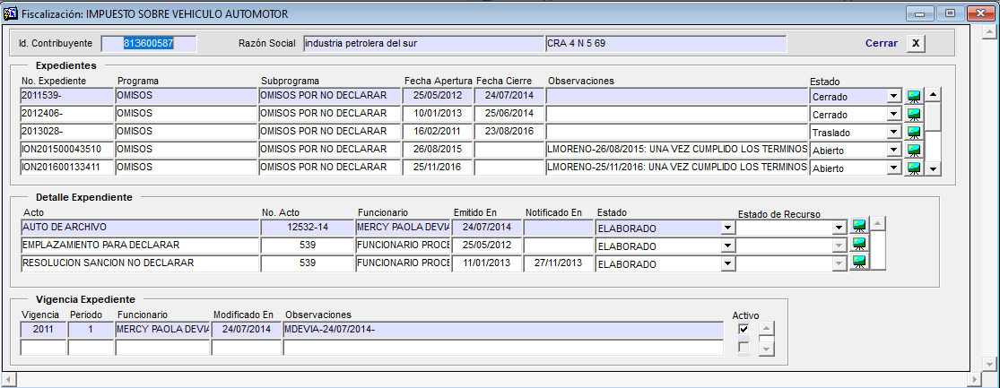 Fiscalización: IMPUESTO SOBRE VEHICULO AUTOMOTOR
Id. Contribuyente 813600587 Razón Social industria petrolera del sur CRA 4 N 5 69 Cerrar X
Expedientes
No. Expediente Programa Subprograma Fecha Apertura Fecha Cierre Observaciones Estado
2011539- OMISOS OMISOS POR NO DECLARAR 25/05/2012 24/07/2014 Cerrado
2012406- OMISOS OMISOS POR NO DECLARAR 10/01/2013 25/06/2014 Cerrado
2013028- OMISOS OMISOS POR NO DECLARAR 16/02/2011 23/08/2016 Traslado
ION201500043510 OMISOS OMISOS POR NO DECLARAR 26/08/2015 LMORENO-26/08/2015: UNA VEZ CUMPLIDO LOS TERMINOS Abierto
ION201600133411 OMISOS OMISOS POR NO DECLARAR 25/11/2016 LMORENO-25/11/2016: UNA VEZ CUMPLIDO LOS TERMINOS Abierto
Detalle Expendiente
Acto No. Acto Funcionario Emitido En Notificado En Estado Estado de Recurso
AUTO DE ARCHIVO 12532-14 MERCY PAOLA DEVIA 24/07/2014 ELABORADO
EMPLAZAMIENTO PARA DECLARAR 539 FUNCIONARIO PROCE 25/05/2012 ELABORADO
RESOLUCION SANCION NO DECLARAR 539 FUNCIONARIO PROCE 11/01/2013 27/11/2013 ELABORADO
Vigencia Expediente
Vigencia Periodo Funcionario Modificado En Observaciones Activo
2011 1 MERCY PAOLA DEVIA 24/07/2014 MDEVIA-24/07/2014-